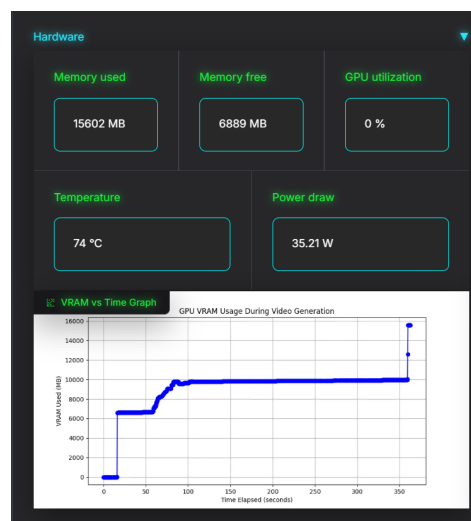 Hardware
Memory used
Memory free
GPU utilization
15602 MB
6889 MB
0 %
Temperature
Power draw
74 °C
35.21 W
VRAM vs Time Graph
GPU VRAM Usage During Video Generation
VRAM Used (MB)
16000
14000
12000
10000
8000
6000
4000
2000
0
0 50 100 150 200 250 300 350
Time Elapsed (seconds)